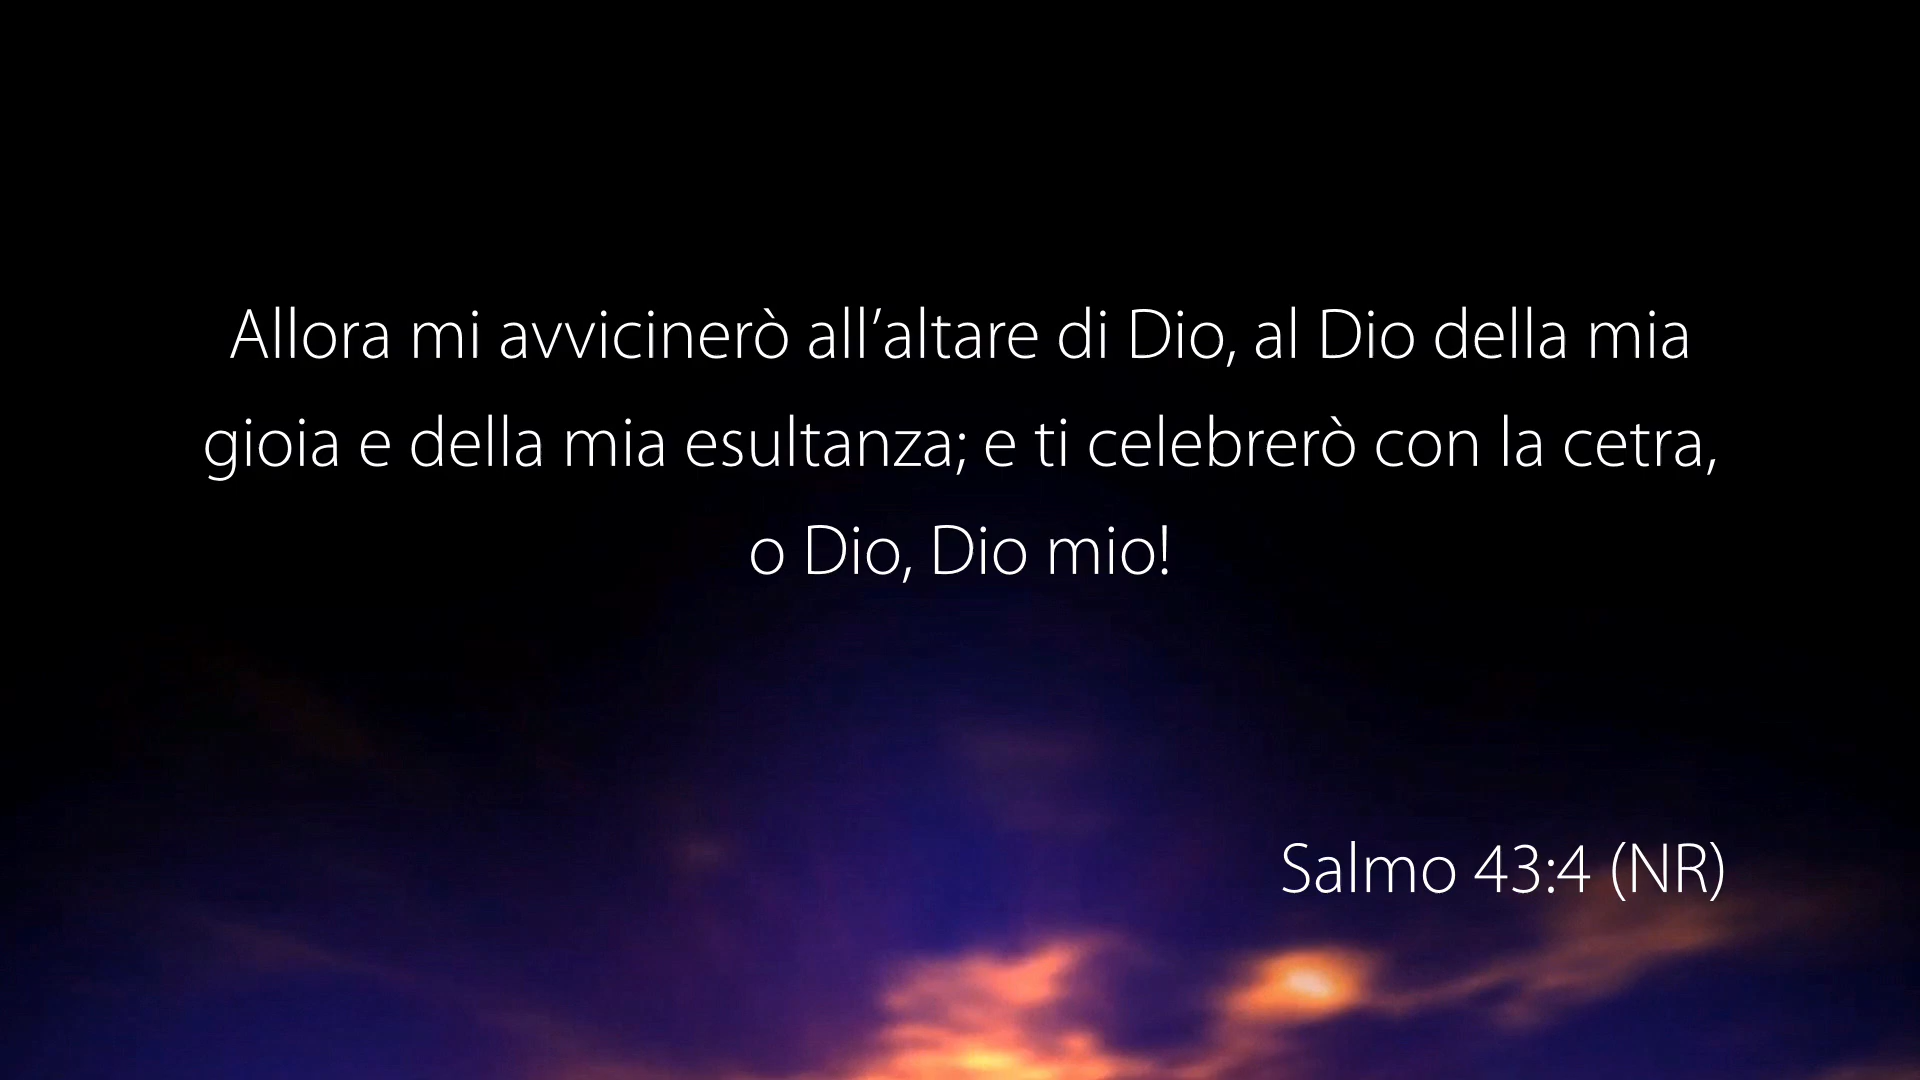 Allora mi avvicinerò all’altare di Dio, al Dio della mia
gioia e della mia esultanza; e ti celebrerò con la cetra,
o Dio, Dio mio!
Salmo 43:4 (NR)